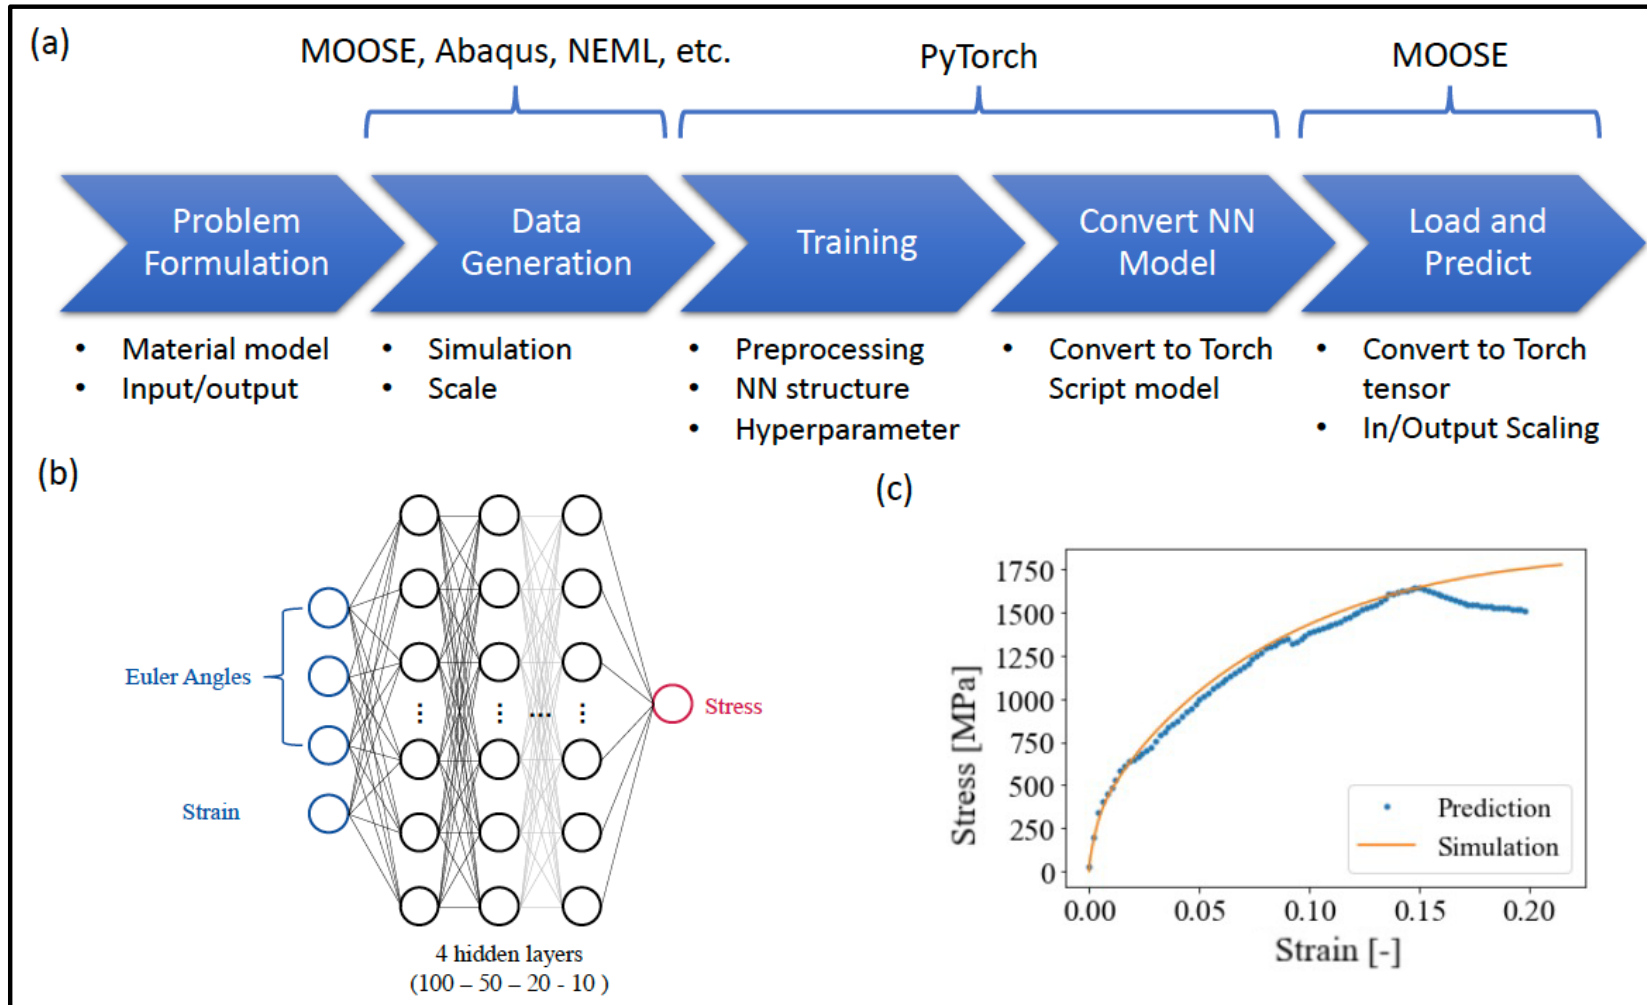 (a)
MOOSE, Abaqus, NEML, etc.
PyTorch
MOOSE
Problem
Formulation
Data
Generation
Training
Convert NN
Model
Load and
Predict
• Material model
• Input/output
• Simulation
• Scale
• Preprocessing
• NN structure
• Hyperparameter
• Convert to Torch
Script model
• Convert to Torch
tensor
• In/Output Scaling
(b)
Euler Angles
Strain
Stress
4 hidden layers
(100 – 50 – 20 - 10 )
(c)
Stress [MPa]
1750
1500
1250
1000
750
500
250
0
0.00 0.05 0.10 0.15 0.20
Strain [-]
Prediction
Simulation